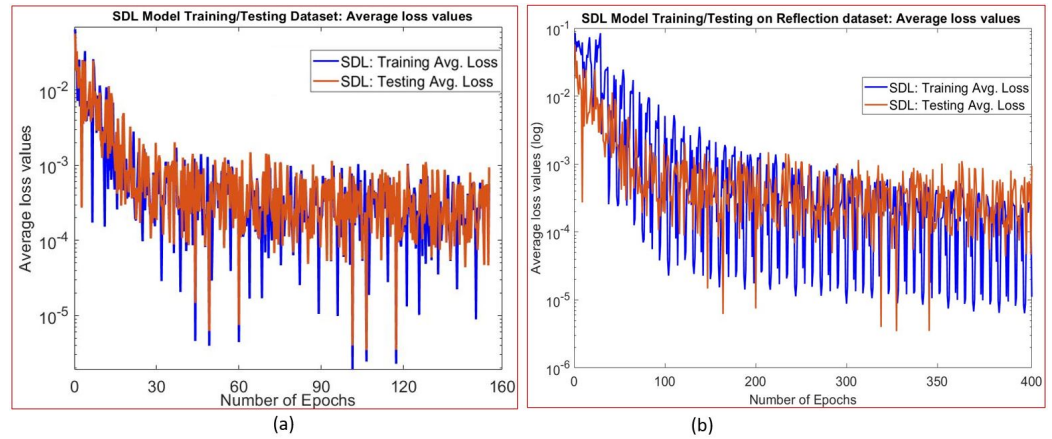 SDL Model Training/Testing Dataset: Average loss values
SDL: Training Avg. Loss
SDL: Testing Avg. Loss
Average loss values
10^-2
10^-3
10^-4
10^-5
0 30 60 90 120 160
Number of Epochs
(a)
SDL Model Training/Testing on Reflection dataset: Average loss values
SDL: Training Avg. Loss
SDL: Testing Avg. Loss
Average loss values (log)
10^-1
10^-2
10^-3
10^-4
10^-5
10^-6
0 100 200 300 350 400
Number of Epochs
(b)